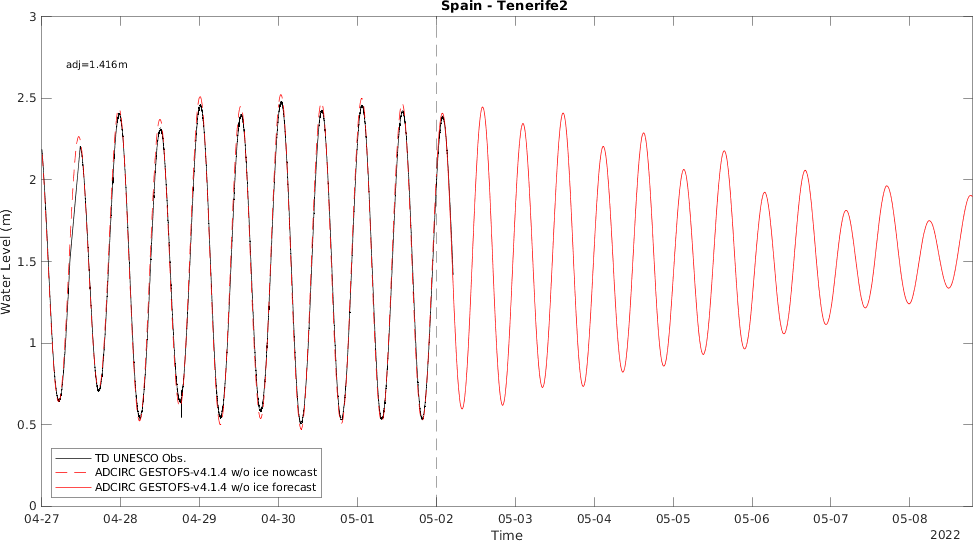 Spain - Tenerife2
3
adj=1.416m
2.5
2
Water Level (m)
1.5
1
0.5
TD UNESCO Obs.
ADCIRC GESTOFS-v4.1.4 w/o ice nowcast
ADCIRC GESTOFS-v4.1.4 w/o ice forecast
0
04-27 04-28 04-29 04-30 05-01 05-02 05-03 05-04 05-05 05-06 05-07 05-08
Time
2022